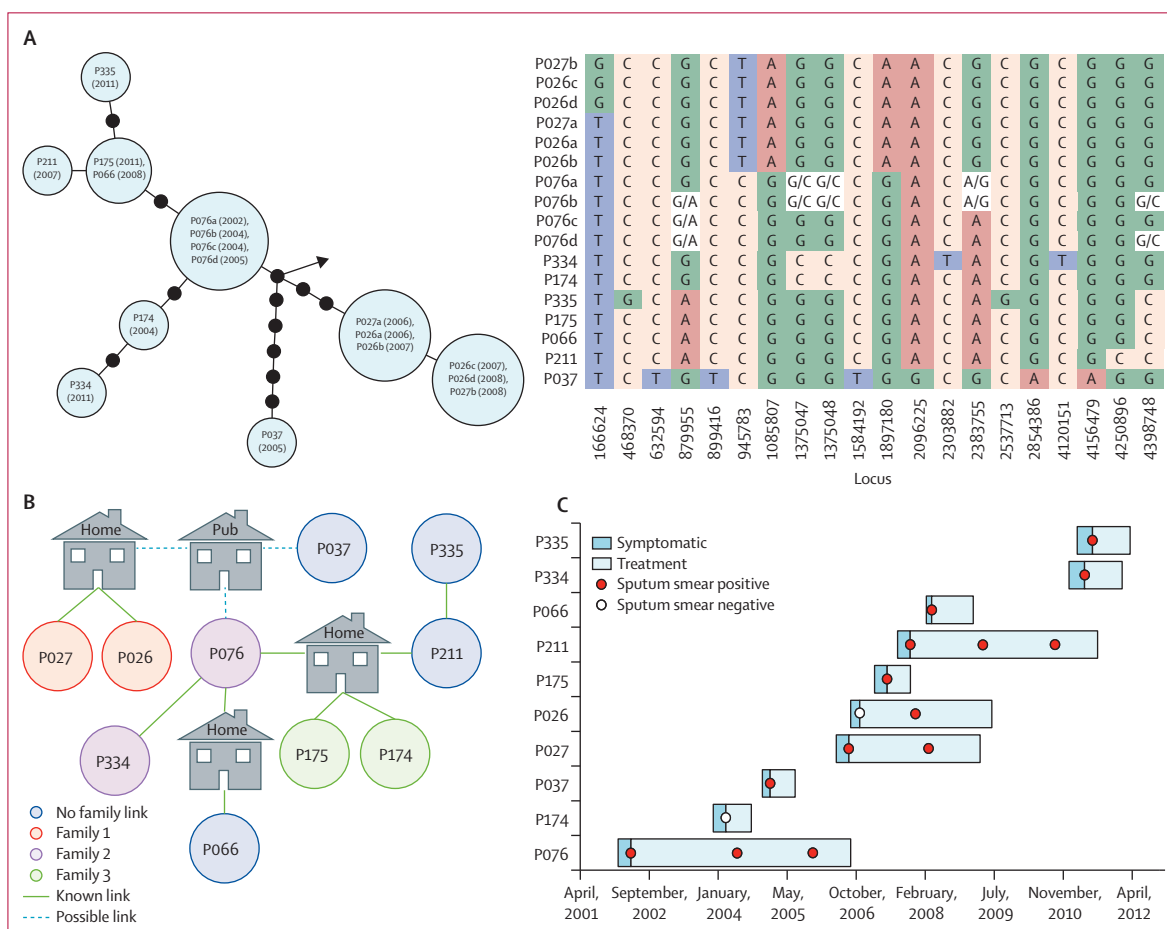 A
P335
(2011)
P211
(2007)
P175 (2011),
P066 (2008)
P076a (2002),
P076b (2004),
P076c (2004),
P076d (2005)
P174
(2004)
P334
(2011)
P037
(2005)
P027a (2006),
P026a (2006),
P026b (2007)
P026c (2007),
P026d (2008),
P027b (2008)
P027b G C C G C T A G G C A A C G C G C G G G
P026c G C C G C T A G G C A A C G C G C G G G
P026d G C C G C T A G G C A A C G C G C G G G
P027a T C C G C T A G G C A A C G C G C G G G
P026a T C C G C T A G G C A A C G C G C G G G
P026b T C C G C T A G G C A A C G C G C G G G
P076a T C C G C C G G/C G/C C G A C A/G C G C G G G
P076b T C C G/A C C G G/C G/C C G A C A/G C G C G G G/C
P076c T C C G/A C C G G G C G A C A C G C G G G
P076d T C C G/A C C G G G C G A C A C G C G G G/C
P334 T C C G C C G C C C G A T A C G T G G G
P174 T C C G C C G C C C G A C A C G C G G G
P335 T G C A C C G G G C G A C A G G C G G C
P175 T C C A C C G G G C G A C A C G C G G C
P066 T C C A C C G G G C G A C A C G C G G C
P211 T C C A C C G G G C G A C A C G C G C C
P037 T C T G T C G G G T G G C G C A C A G G
166624 468370 632594 879955 899416 945783 1085807 1375047 1375048 1584192 1897180 2096225 2303882 2383755 2537713 2854386 4120151 4156479 4250896 4398748
Locus
B
Home
Pub
P037
P335
P027
P026
P076
Home
P211
P334
Home
P175
P174
P066
No family link
Family 1
Family 2
Family 3
Known link
Possible link
C
Symptomatic
Treatment
Sputum smear positive
Sputum smear negative
P335
P334
P066
P211
P175
P026
P027
P037
P174
P076
April, 2001
September, 2002
January, 2004
May, 2005
October, 2006
February, 2008
July, 2009
November, 2010
April, 2012